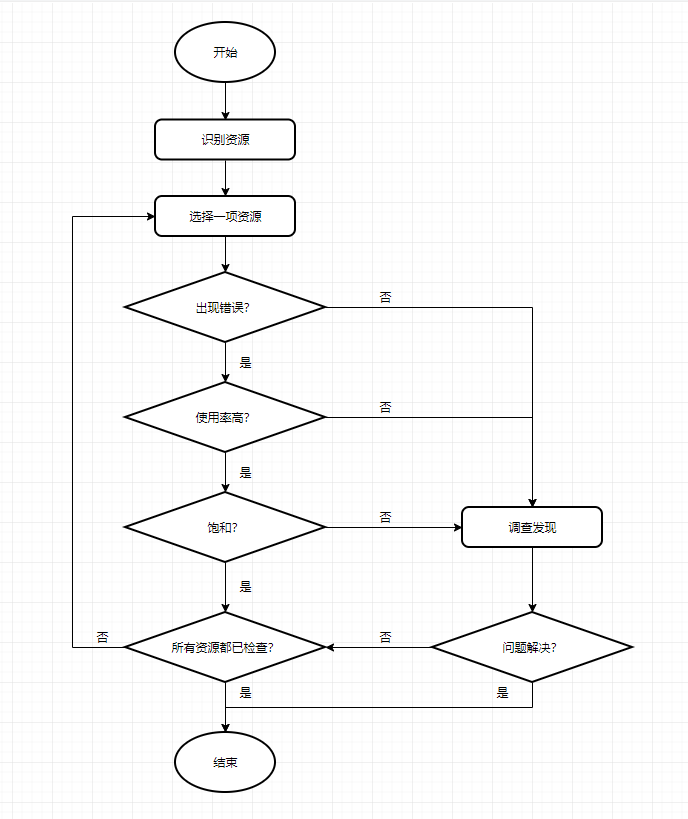 开始
识别资源
选择一项资源
出现错误?
否
是
使用率高?
否
是
饱和?
否
调查发现
是
否
所有资源都已检查?
否
问题解决?
是
是
结束